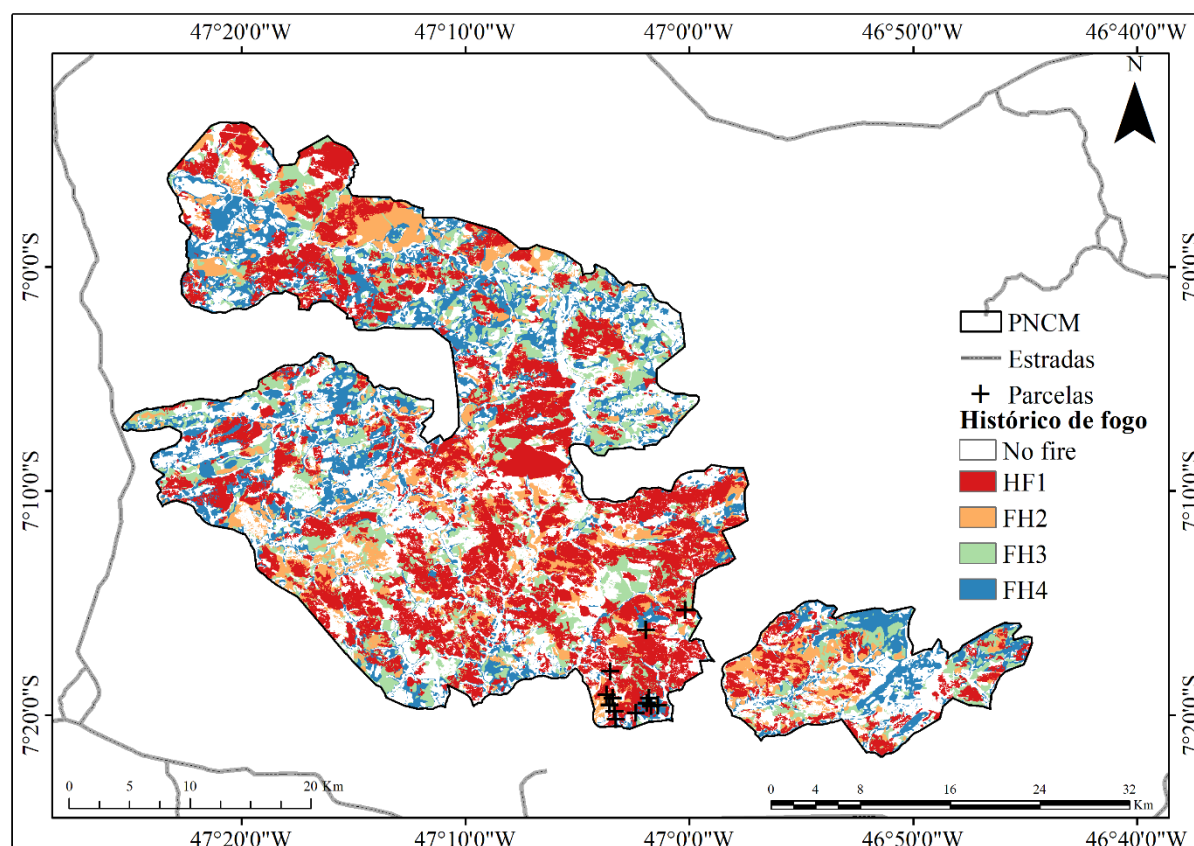 47°20'0"W 47°10'0"W 47°0'0"W 46°50'0"W 46°40'0"W
N
7°0'0"S 7°0'0"S
PNCM
Estradas
Parcelas
Histórico de fogo
No fire
HF1
FH2
FH3
FH4
7°10'0"S 7°10'0"S
7°20'0"S 7°20'0"S
0 5 10 20 Km
0 4 8 16 24 32 Km
47°20'0"W 47°10'0"W 47°0'0"W 46°50'0"W 46°40'0"W